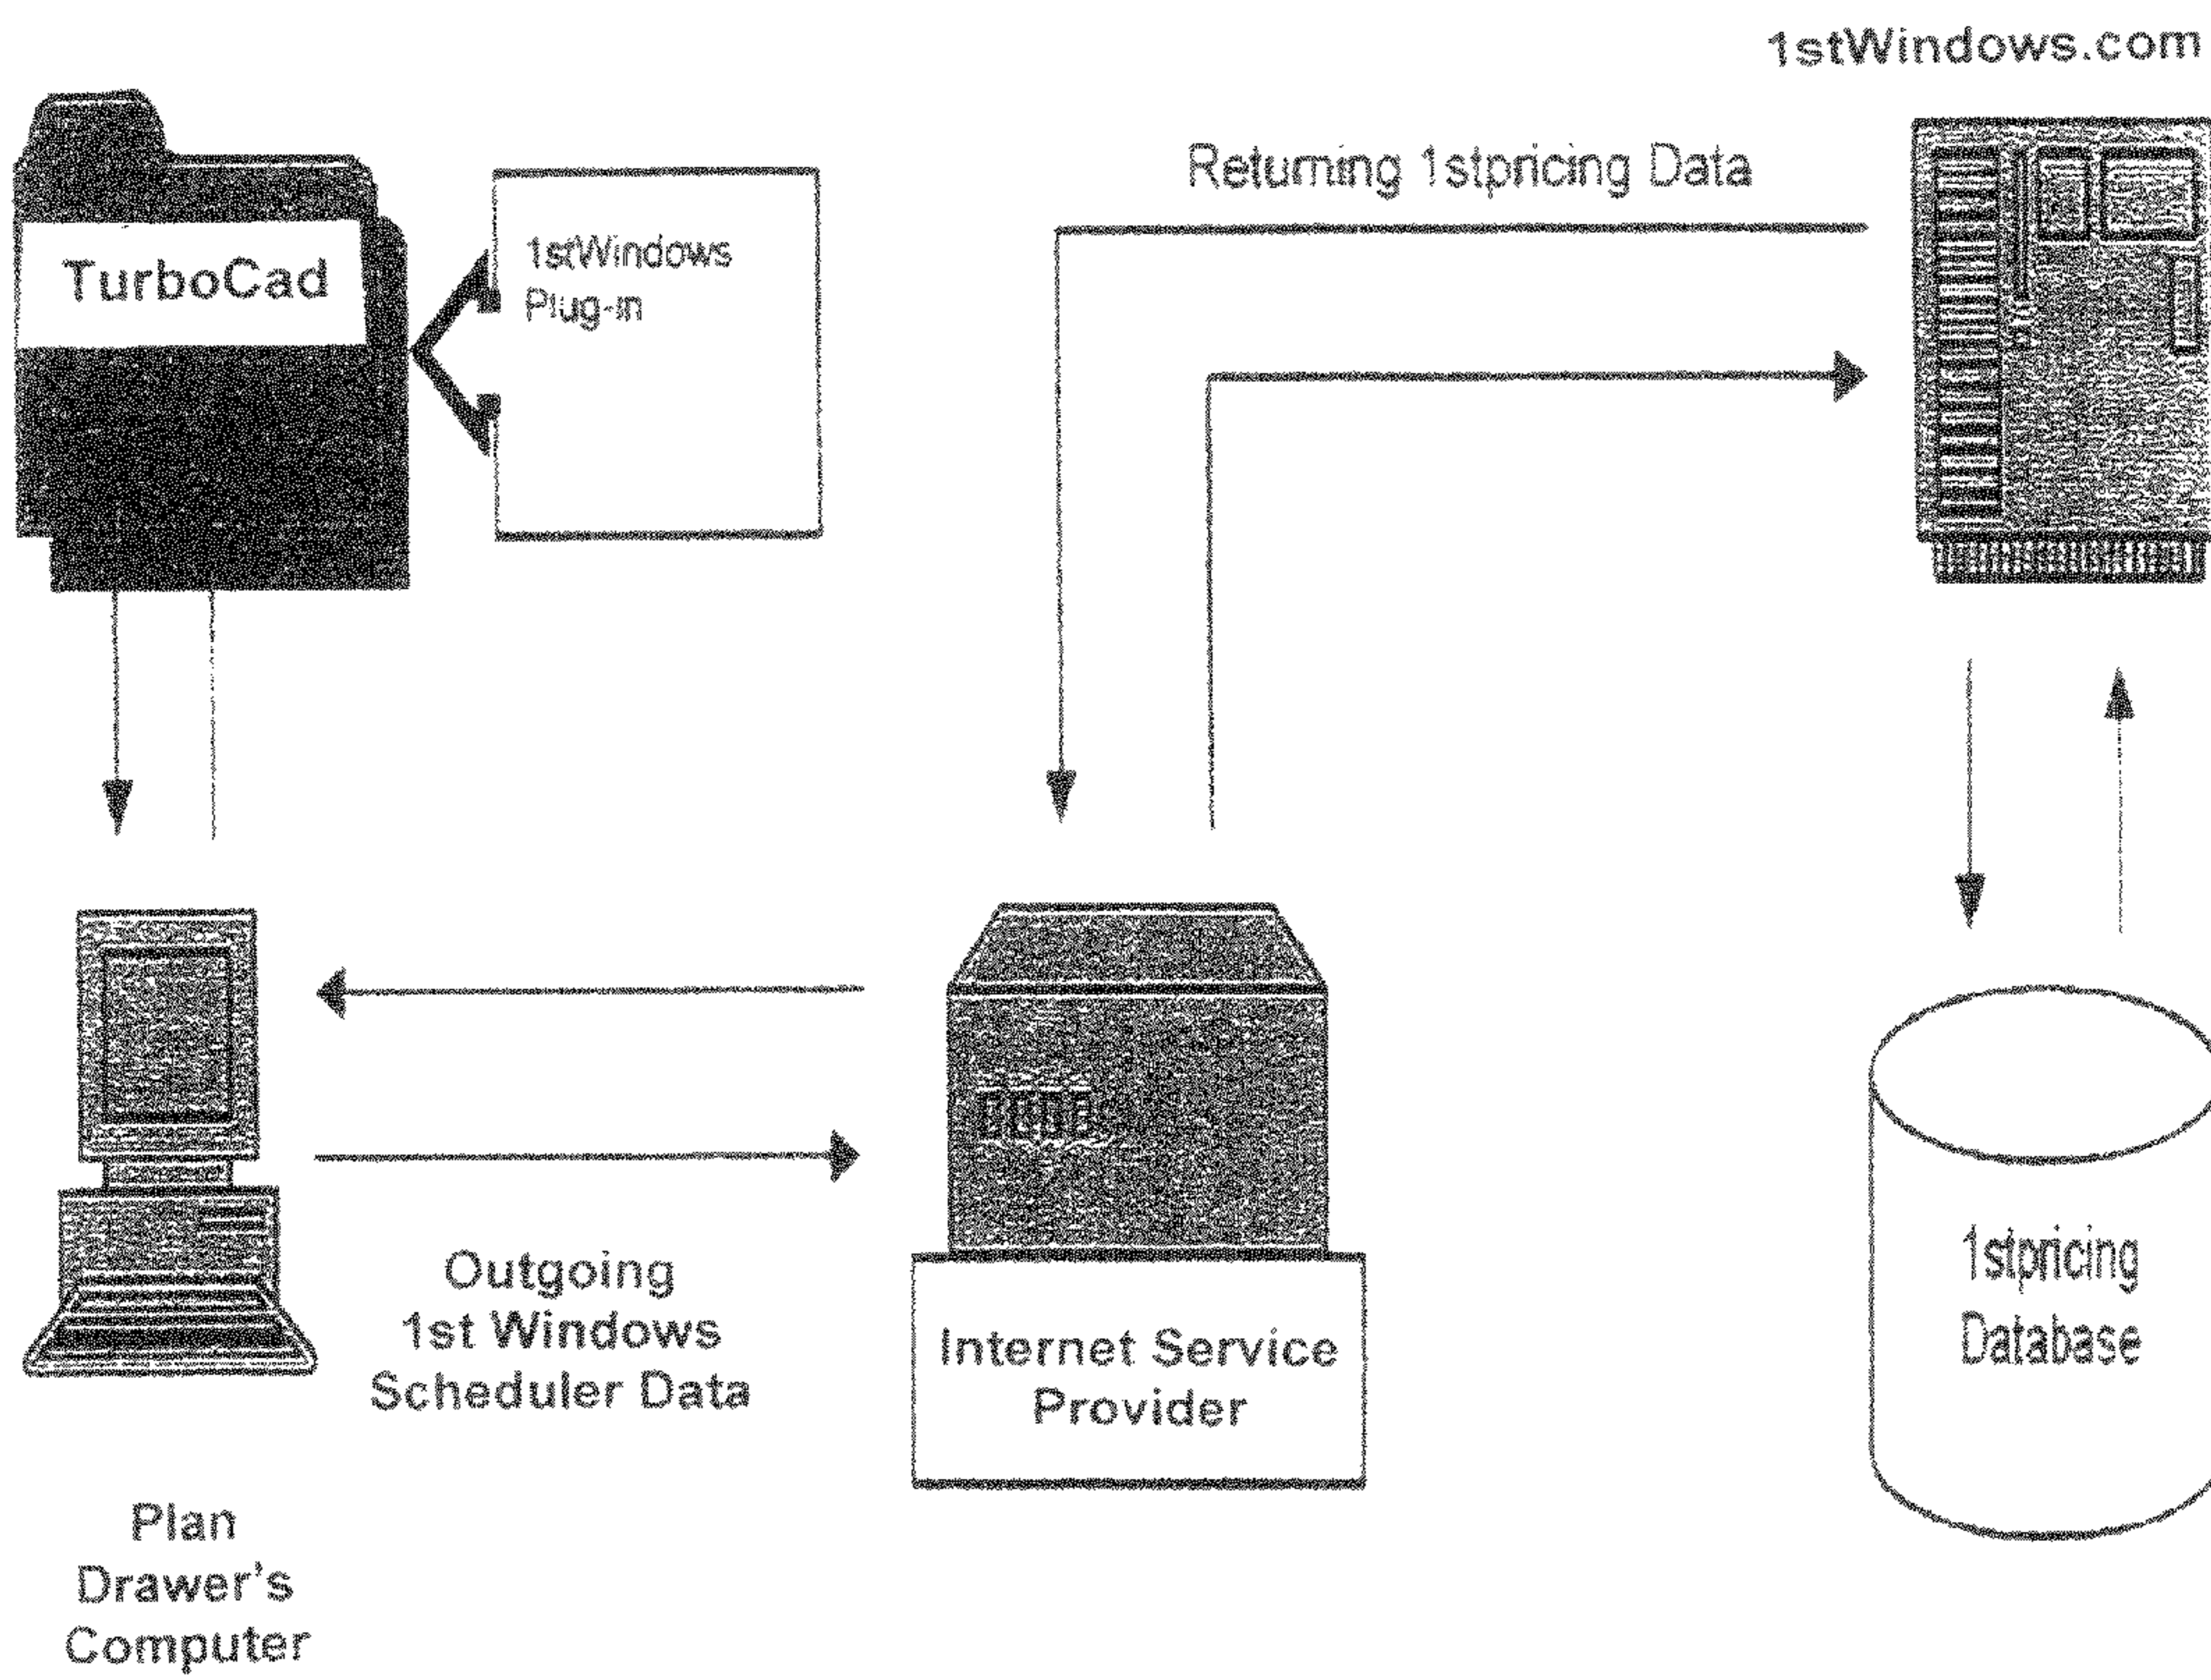 1stWindows.com
Returning 1stpricing Data
TurboCad
1stWindows
Plug-in
Outgoing
1st Windows
Scheduler Data
Internet Service
Provider
1stpricing
Database
Plan
Drawer's
Computer